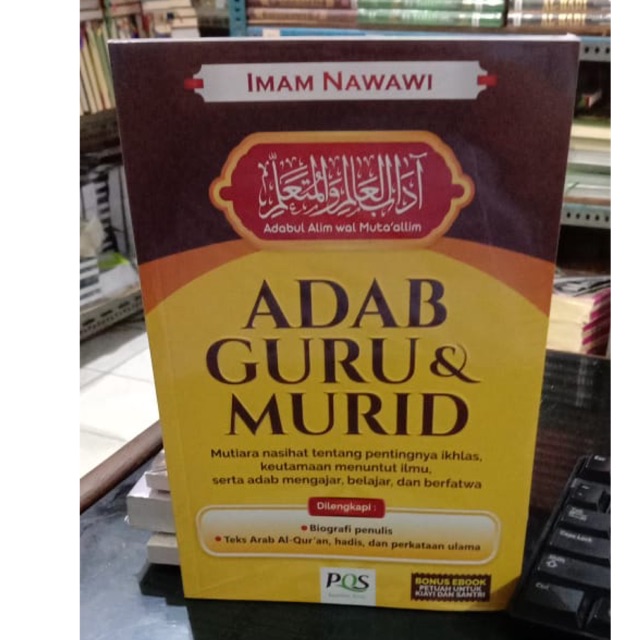 IMAM NAWAWI
آداب العالم والمتعلم
Adabul Alim wal Muta'allim
ADAB
GURU &
MURID
Mutiara nasihat tentang pentingnya ikhlas,
keutamaan menuntut ilmu,
serta adab mengajar, belajar, dan berfatwa
Dilengkapi :
• Biografi penulis
• Teks Arab Al-Qur'an, hadis, dan perkataan ulama
PQS
BONUS EBOOK
PETUAH UNTUK
KIAYI DAN SANTRI